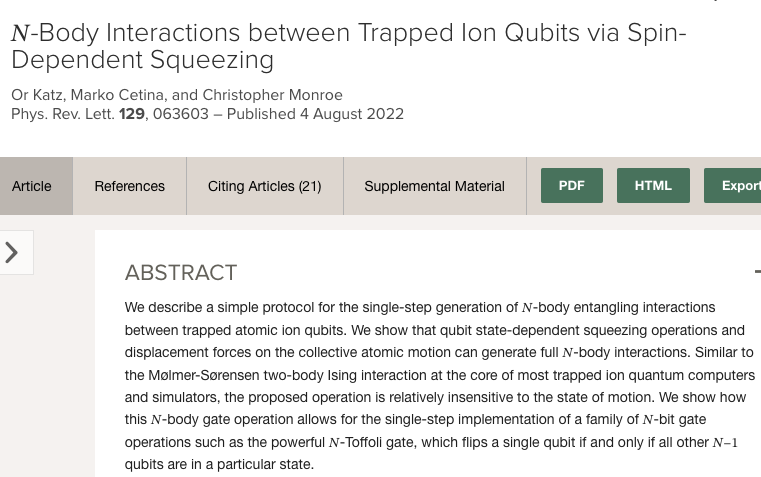 N-Body Interactions between Trapped Ion Qubits via Spin-
Dependent Squeezing
Or Katz, Marko Cetina, and Christopher Monroe
Phys. Rev. Lett. 129, 063603 – Published 4 August 2022
Article References Citing Articles (21) Supplemental Material PDF HTML Export
ABSTRACT
We describe a simple protocol for the single-step generation of N-body entangling interactions
between trapped atomic ion qubits. We show that qubit state-dependent squeezing operations and
displacement forces on the collective atomic motion can generate full N-body interactions. Similar to
the Mølmer-Sørensen two-body Ising interaction at the core of most trapped ion quantum computers
and simulators, the proposed operation is relatively insensitive to the state of motion. We show how
this N-body gate operation allows for the single-step implementation of a family of N-bit gate
operations such as the powerful N-Toffoli gate, which flips a single qubit if and only if all other N−1
qubits are in a particular state.